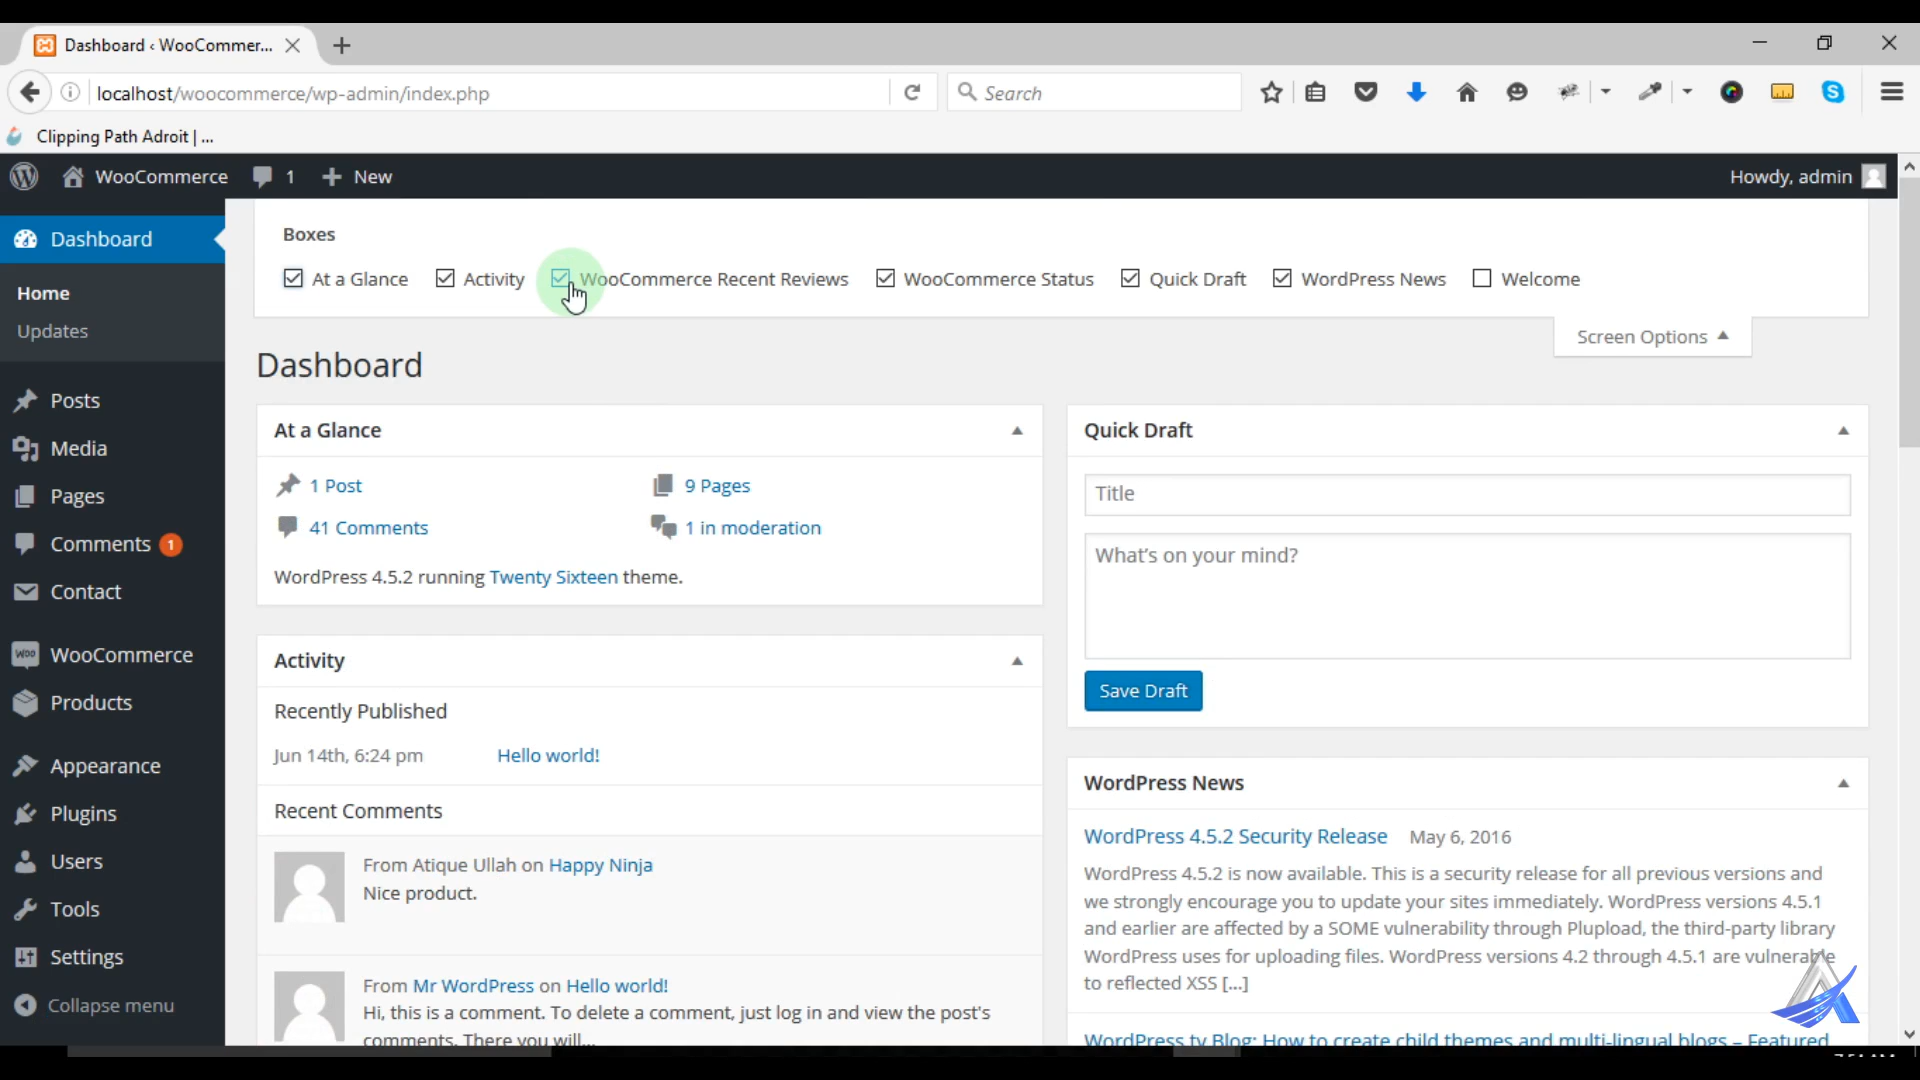 Dashboard ‹ WooCommer...
localhost/woocommerce/wp-admin/index.php
Search
Clipping Path Adroit | ...
WooCommerce 1 New
Howdy, admin
Dashboard
Home
Updates
Posts
Media
Pages
Comments 1
Contact
WooCommerce
Products
Appearance
Plugins
Users
Tools
Settings
Collapse menu
Boxes
At a Glance Activity WooCommerce Recent Reviews WooCommerce Status Quick Draft WordPress News Welcome
Screen Options
Dashboard
At a Glance
1 Post 9 Pages
41 Comments 1 in moderation
WordPress 4.5.2 running Twenty Sixteen theme.
Activity
Recently Published
Jun 14th, 6:24 pm Hello world!
Recent Comments
From Atique Ullah on Happy Ninja
Nice product.
From Mr WordPress on Hello world!
Hi, this is a comment. To delete a comment, just log in and view the post's
comments. There you will...
Quick Draft
Title
What's on your mind?
Save Draft
WordPress News
WordPress 4.5.2 Security Release May 6, 2016
WordPress 4.5.2 is now available. This is a security release for all previous versions and
we strongly encourage you to update your sites immediately. WordPress versions 4.5.1
and earlier are affected by a SOME vulnerability through Plupload, the third-party library
WordPress uses for uploading files. WordPress versions 4.2 through 4.5.1 are vulnerable
to reflected XSS [...]
WordPress tv Blog: How to create child themes and multi-lingual blogs – Featured